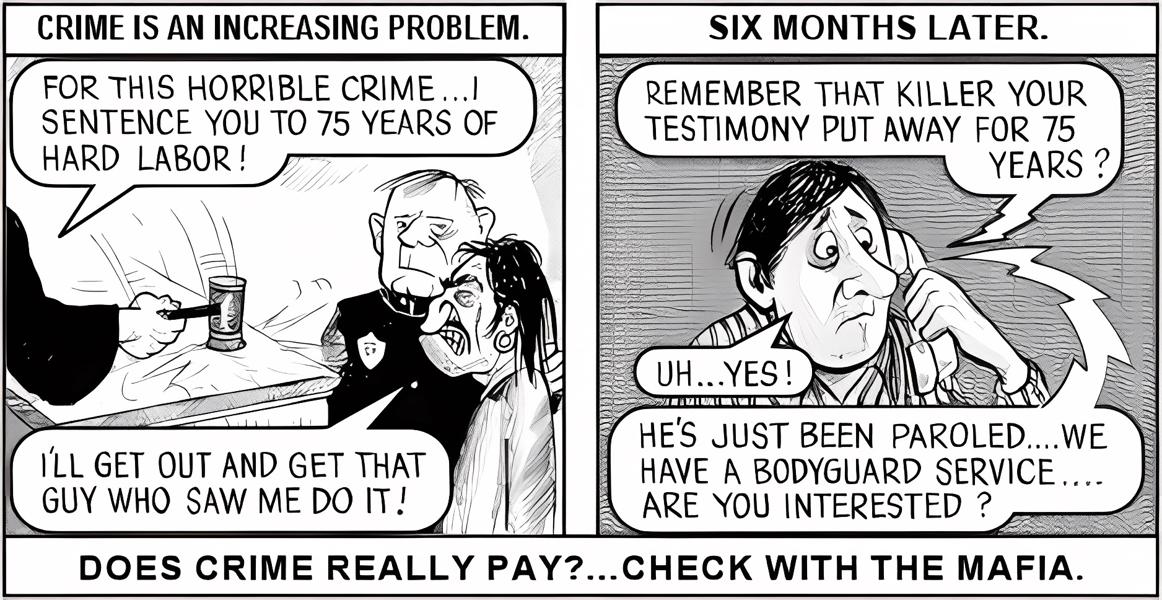 CRIME IS AN INCREASING PROBLEM.
FOR THIS HORRIBLE CRIME...I
SENTENCE YOU TO 75 YEARS OF
HARD LABOR!
I'LL GET OUT AND GET THAT
GUY WHO SAW ME DO IT!
SIX MONTHS LATER.
REMEMBER THAT KILLER YOUR
TESTIMONY PUT AWAY FOR 75
YEARS?
UH...YES!
HE'S JUST BEEN PAROLED....WE
HAVE A BODYGUARD SERVICE....
ARE YOU INTERESTED?
DOES CRIME REALLY PAY?...CHECK WITH THE MAFIA.